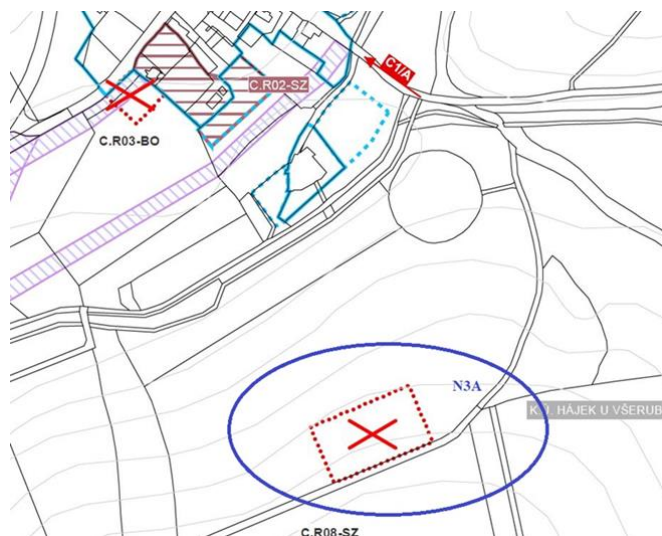 C1/A
C.R02-SZ
C.R03-BO
N3A
K.Ú. HÁJEK U VŠERUB
C.R08-SZ